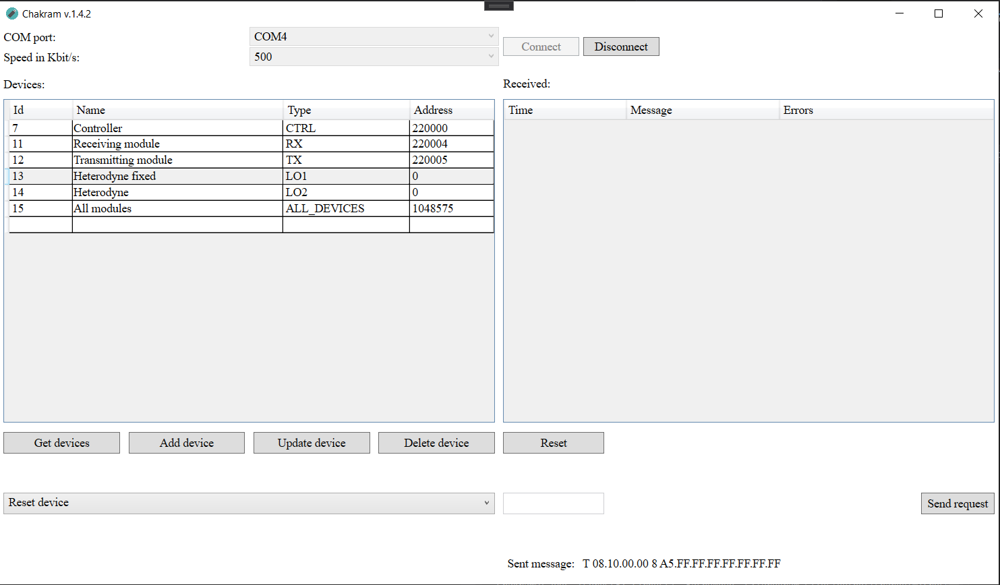 Chakram v.1.4.2
COM port: COM4
Connect Disconnect
Speed in Kbit/s: 500
Devices: Received:
Id Name Type Address Time Message Errors
7 Controller CTRL 220000
11 Receiving module RX 220004
12 Transmitting module TX 220005
13 Heterodyne fixed LO1 0
14 Heterodyne LO2 0
15 All modules ALL_DEVICES 1048575
Get devices Add device Update device Delete device Reset
Reset device Send request
Sent message: T 08.10.00.00 8 A5.FF.FF.FF.FF.FF.FF.FF